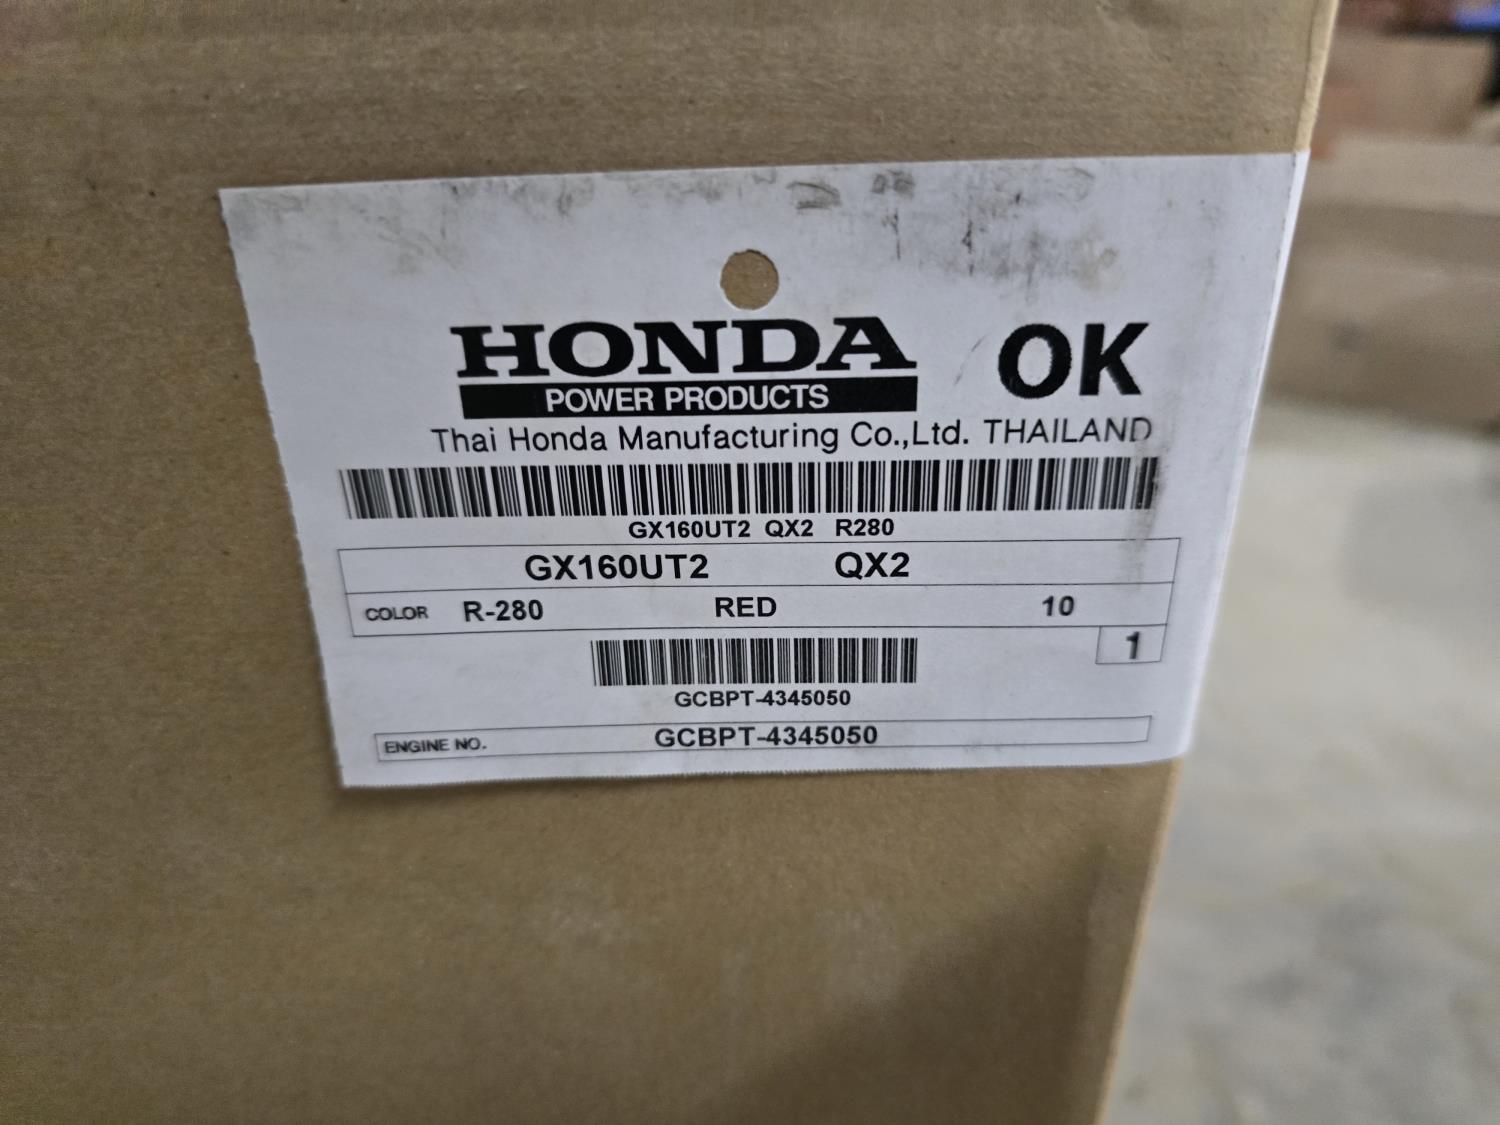 HONDA OK
POWER PRODUCTS
Thai Honda Manufacturing Co.,Ltd. THAILAND
GX160UT2 QX2 R280
GX160UT2 QX2
COLOR R-280 RED 10
1
GCBPT-4345050
ENGINE NO. GCBPT-4345050